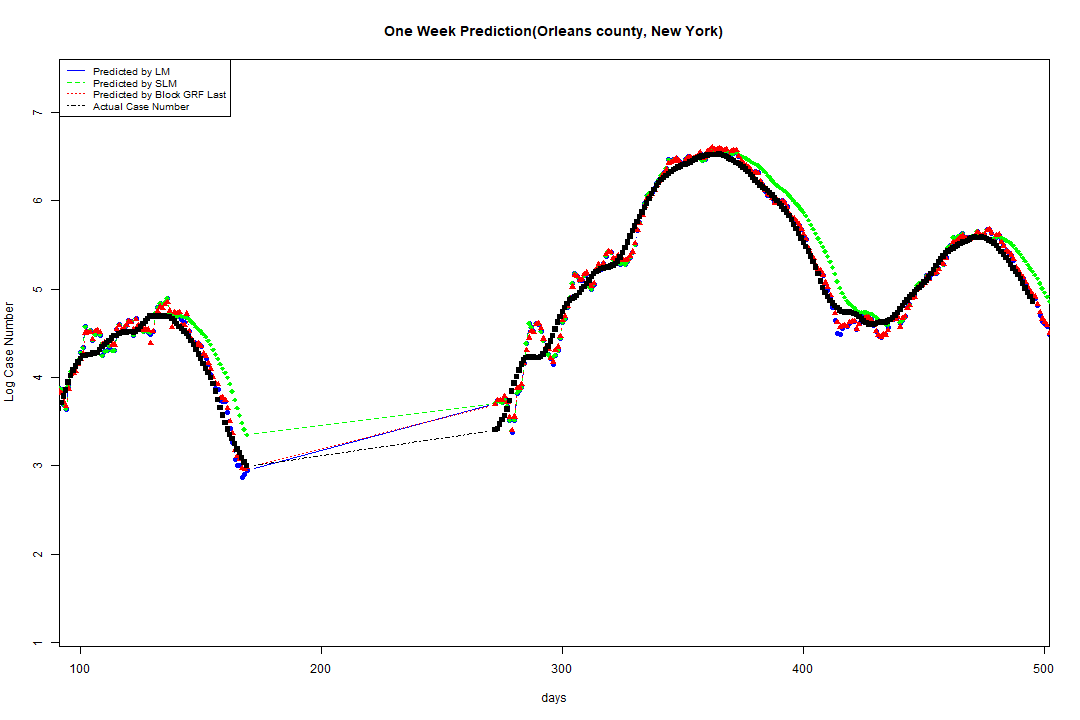 One Week Prediction(Orleans county, New York)
Predicted by LM
Predicted by SLM
Predicted by Block GRF Last
Actual Case Number
Log Case Number
7
6
5
4
3
2
1
100 200 300 400 500
days